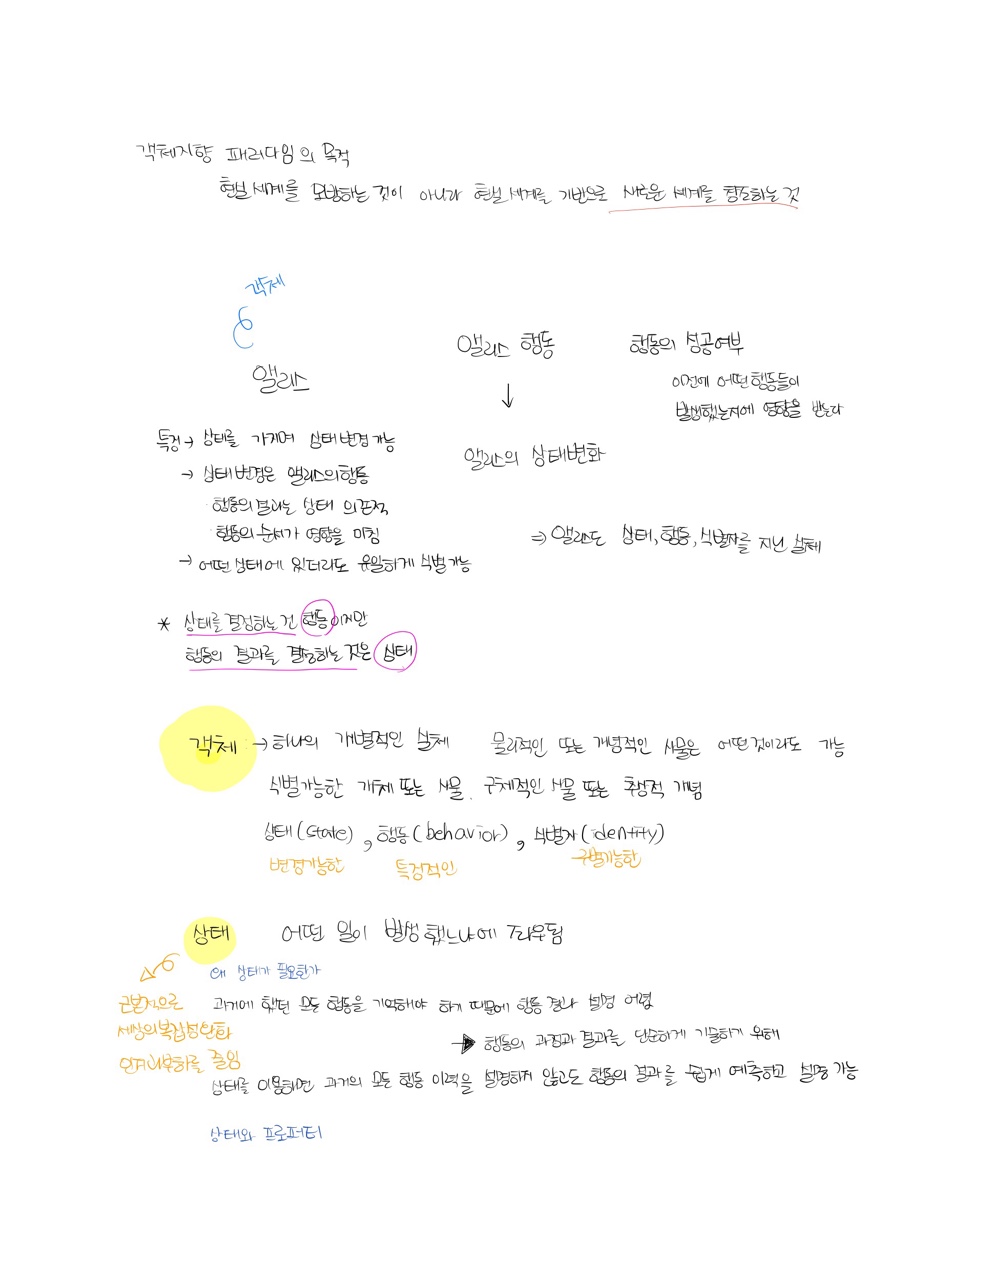 객체지향 패러다임의 목적
현실 세계를 모방하는 것이 아니라 현실 세계를 기반으로 새로운 세계를 창조하는 것
객체
앨리스
특징 → 상태를 가지며 상태 변경 가능
→ 상태 변경은 앨리스의 행동
· 행동의 결과는 상태 의존적
· 행동의 순서가 영향을 미침
→ 어떤 상태에 있더라도 유일하게 식별 가능
앨리스 행동
↓
앨리스의 상태변화
행동의 성공여부
이전에 어떤 행동들이
발생했는지에 영향을 받는다
⇒ 앨리스는 상태, 행동, 식별자를 지닌 실체
* 상태를 결정하는 건 행동이지만
행동의 결과를 결정하는 것은 상태
객체 → 하나의 개별적인 실체 물리적인 또는 개념적인 사물은 어떤 것이라도 가능
식별가능한 개체 또는 사물. 구체적인 사물 또는 추상적 개념
상태(state), 행동(behavior), 식별자(identity)
변경가능한 특징적인 구별가능한
상태 어떤 일이 발생했느냐에 좌우됨
왜 상태가 필요한가
근본적으로
세상의 복잡성 완화
인지 과부하를 줄임
과거에 했던 모든 행동을 기억해야 하기 때문에 행동 결과 설명 어렵
→ 행동의 과정과 결과를 단순하게 기술하기 위해
상태를 이용하면 과거의 모든 행동 이력을 설명하지 않고도 행동의 결과를 쉽게 예측하고 설명 가능
상태와 프로퍼티